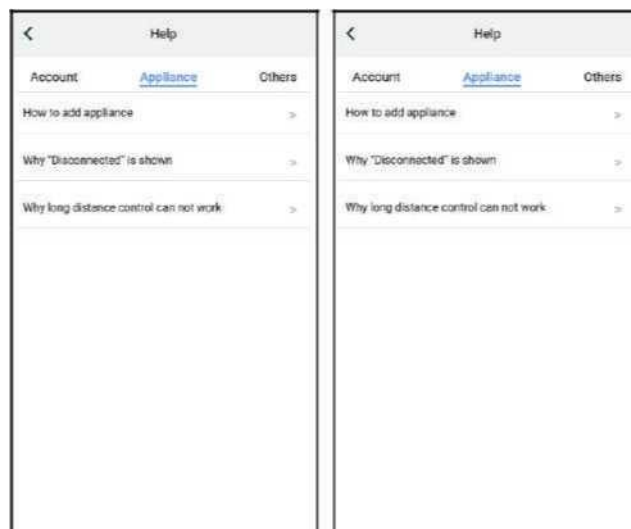 Help
Account Appliance Others
How to add appliance >
Why "Disconnected" is shown >
Why long distance control can not work >
Help
Account Appliance Others
How to add appliance >
Why "Disconnected" is shown >
Why long distance control can not work >